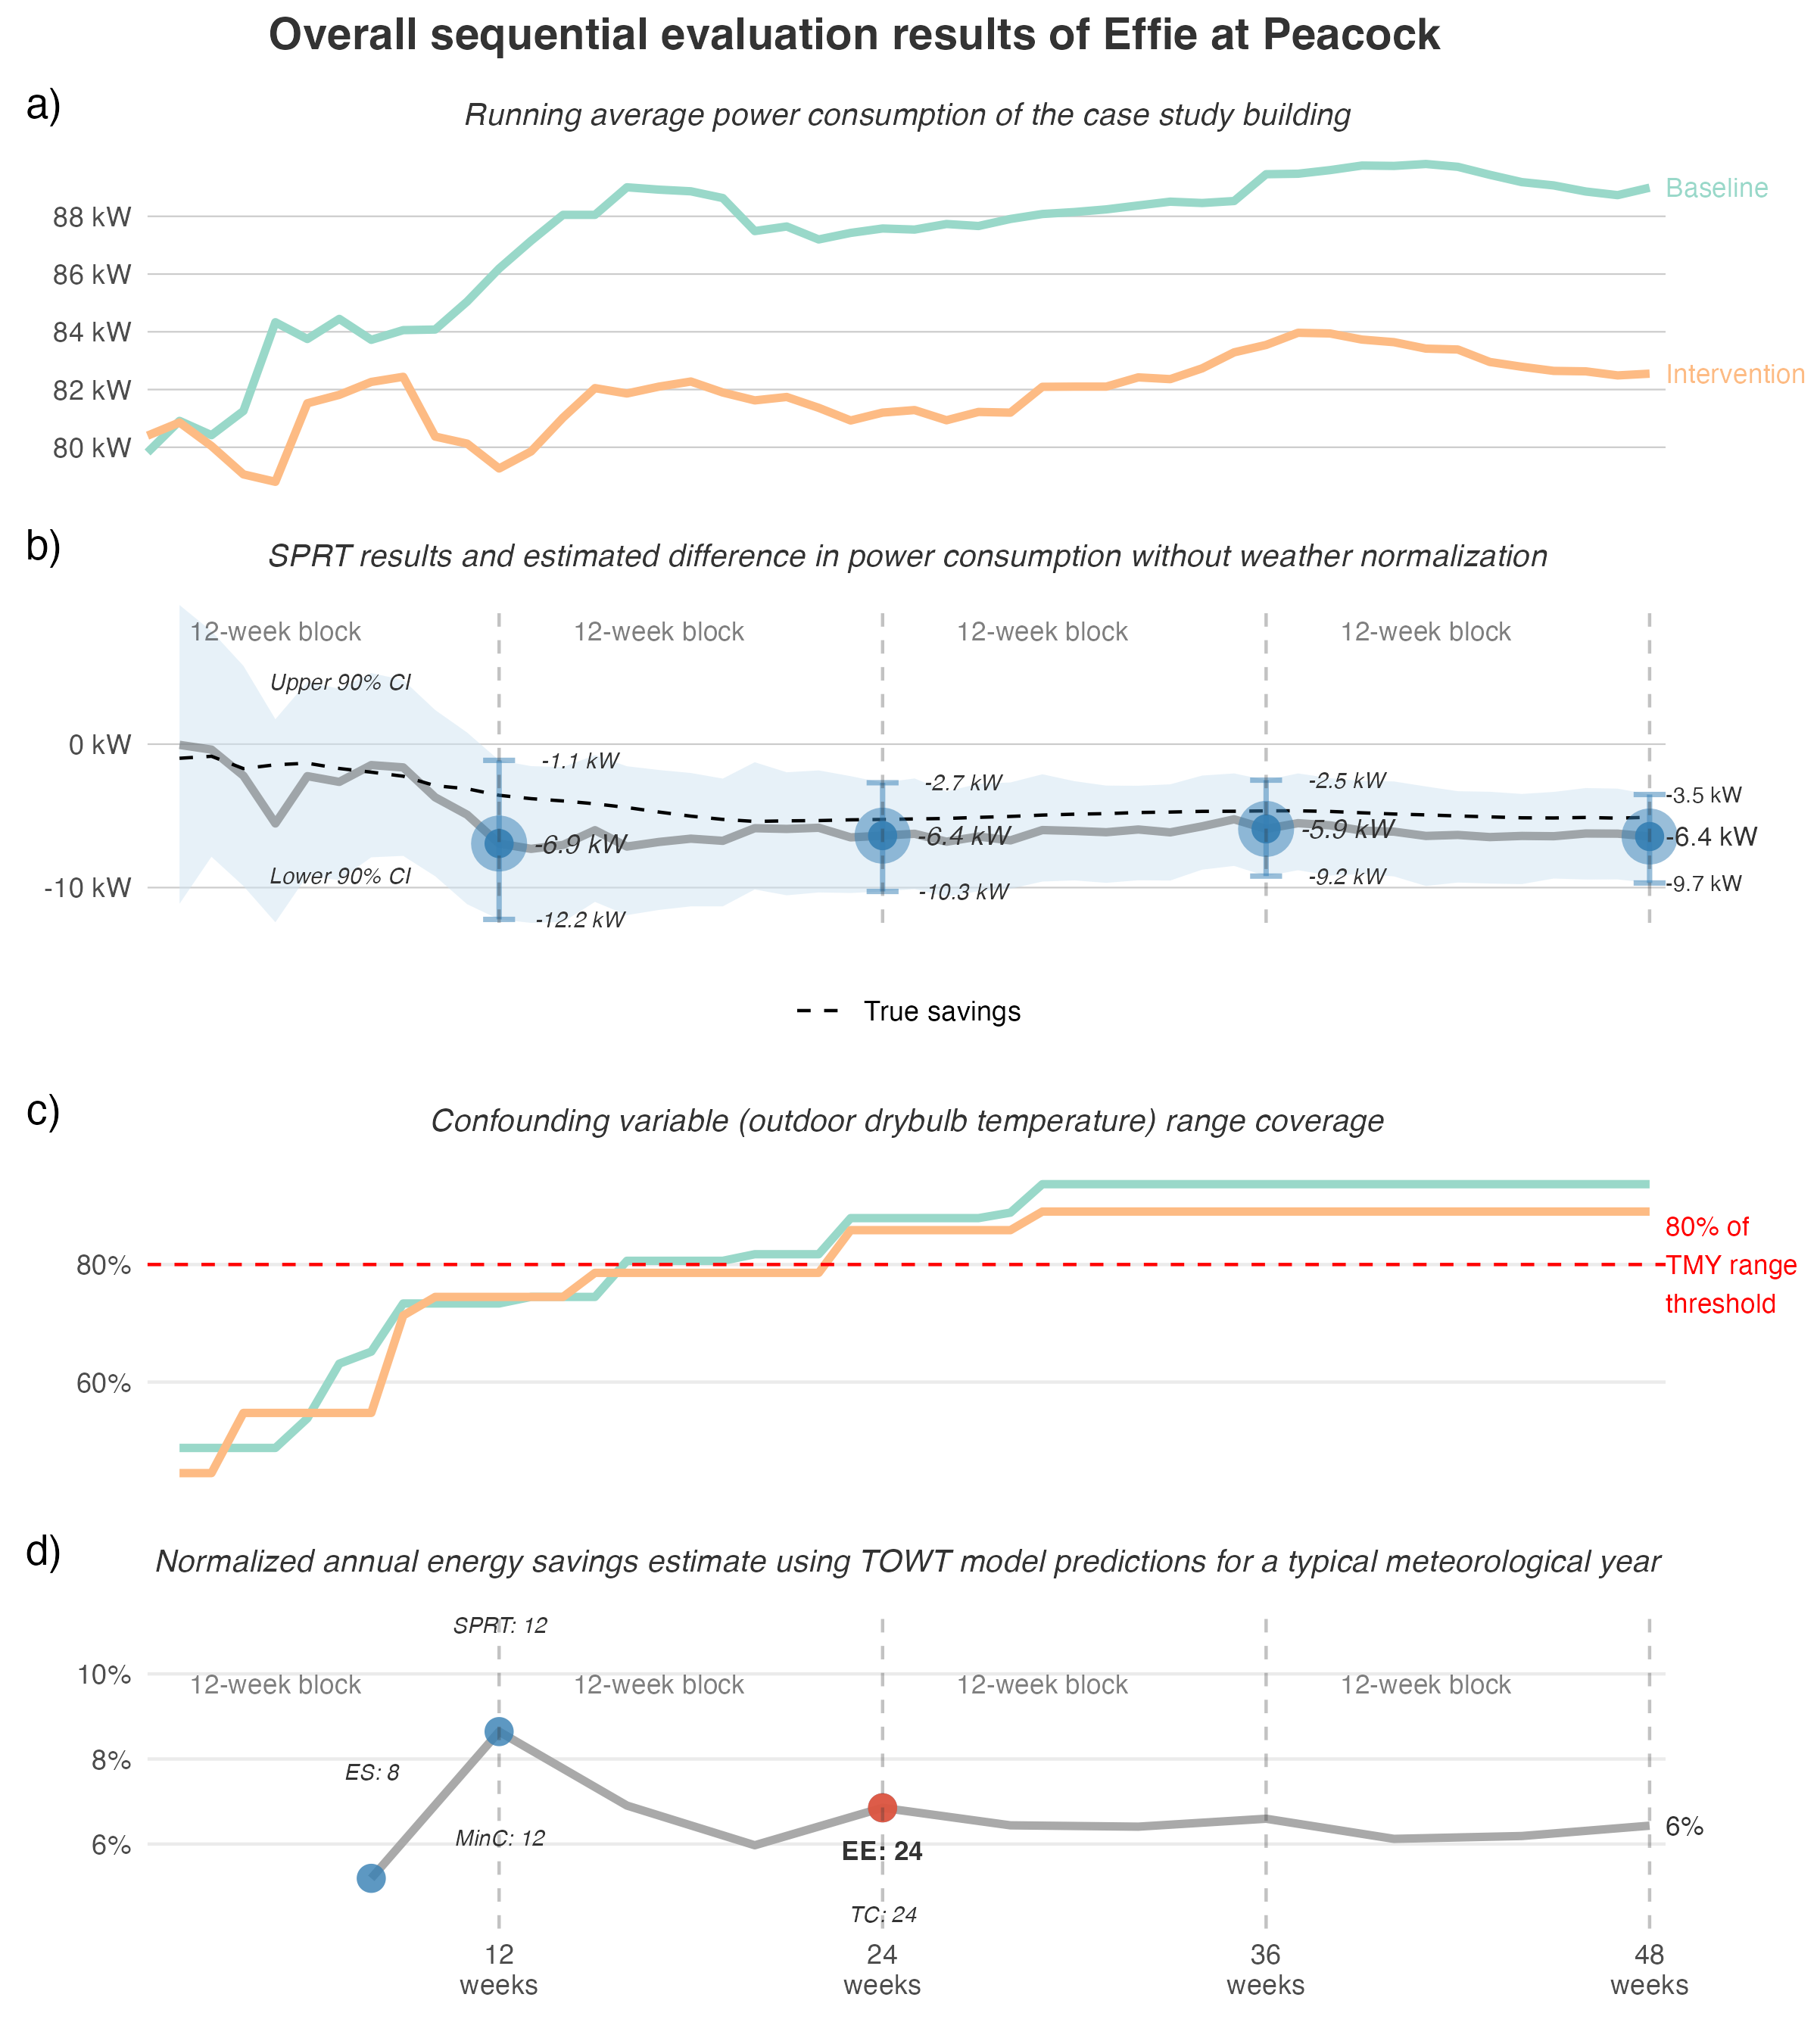 Overall sequential evaluation results of Effie at Peacock
a)
Running average power consumption of the case study building
88 kW
86 kW
84 kW
82 kW
80 kW
Baseline
Intervention
b)
SPRT results and estimated difference in power consumption without weather normalization
12-week block
12-week block
12-week block
12-week block
Upper 90% CI
0 kW
-1.1 kW
-2.7 kW
-2.5 kW
-3.5 kW
-6.9 kW
-6.4 kW
-5.9 kW
-6.4 kW
Lower 90% CI
-10 kW
-12.2 kW
-10.3 kW
-9.2 kW
-9.7 kW
True savings
c)
Confounding variable (outdoor drybulb temperature) range coverage
80%
60%
80% of
TMY range
threshold
d)
Normalized annual energy savings estimate using TOWT model predictions for a typical meteorological year
SPRT: 12
10%
12-week block
12-week block
12-week block
12-week block
8%
ES: 8
6%
MinC: 12
EE: 24
6%
TC: 24
12
weeks
24
weeks
36
weeks
48
weeks